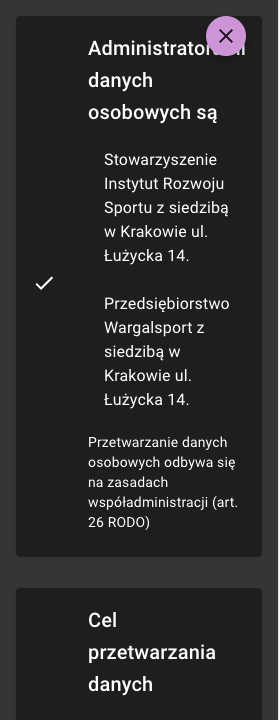 danych
osobowych są
Stowarzyszenie
Instytut Rozwoju
Sportu z siedzibą
w Krakowie ul.
Łużycka 14.
Przedsiębiorstwo
Wargalsport z
siedzibą w
Krakowie ul.
Łużycka 14.
Przetwarzanie danych
osobowych odbywa się
na zasadach
współadministracji (art.
26 RODO)
Cel
przetwarzania
danych